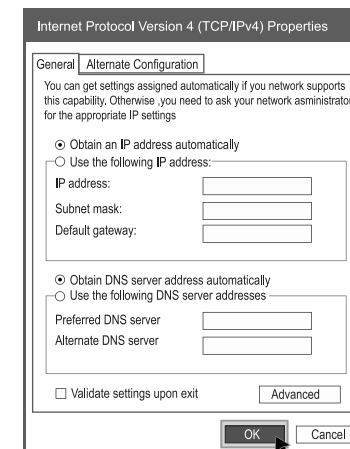 Internet Protocol Version 4 (TCP/IPv4) Properties
General
Alternate Configuration
You can get settings assigned automatically if you network supports
this capability. Otherwise ,you need to ask your network asministrator
for the appropriate IP settings
Obtain an IP address automatically
Use the following IP address:
IP address:
Subnet mask:
Default gateway:
Obtain DNS server address automatically
Use the following DNS server addresses
Preferred DNS server
Alternate DNS server
Validate settings upon exit
Advanced
OK
Cancel